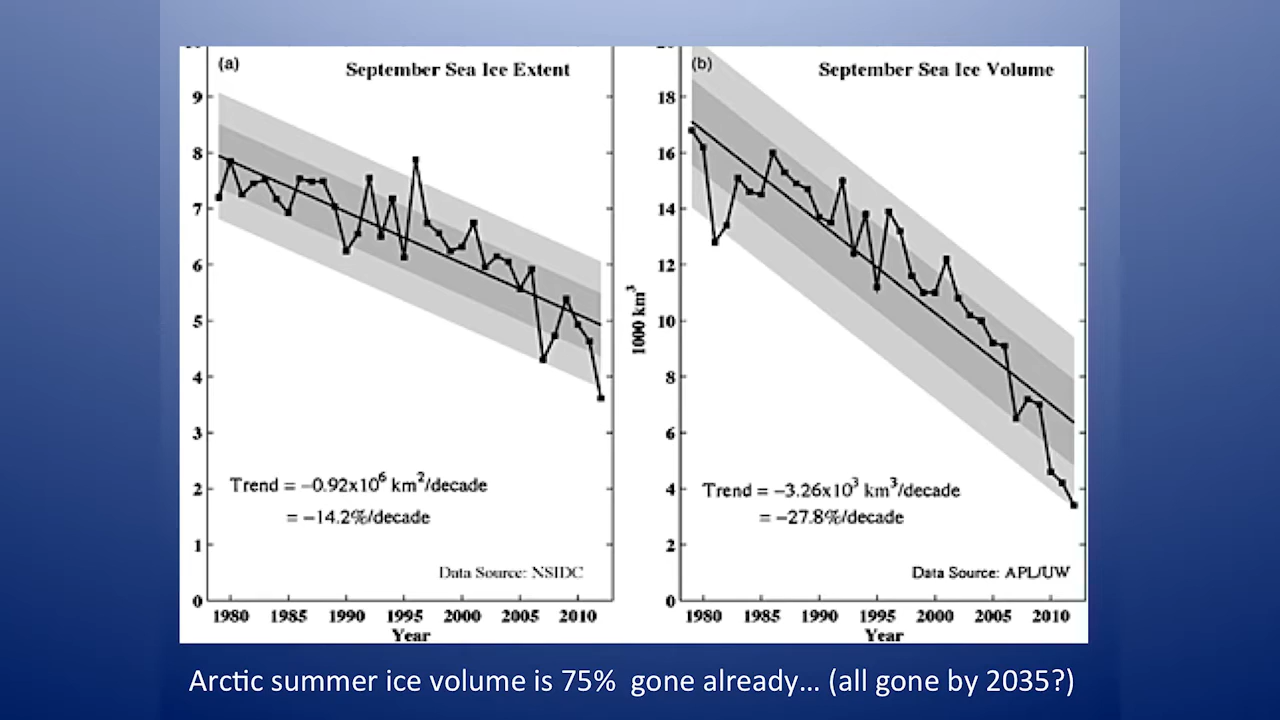 (a)
September Sea Ice Extent
9
8
7
6
5
4
3
2
1
0
Trend = −0.92x10⁶ km²/decade
= −14.2%/decade
Data Source: NSIDC
1980 1985 1990 1995 2000 2005 2010
Year
(b)
September Sea Ice Volume
1000 km³
18
16
14
12
10
8
6
4
2
0
Trend = −3.26x10³ km³/decade
= −27.8%/decade
Data Source: APL/UW
1980 1985 1990 1995 2000 2005 2010
Year
Arctic summer ice volume is 75% gone already... (all gone by 2035?)